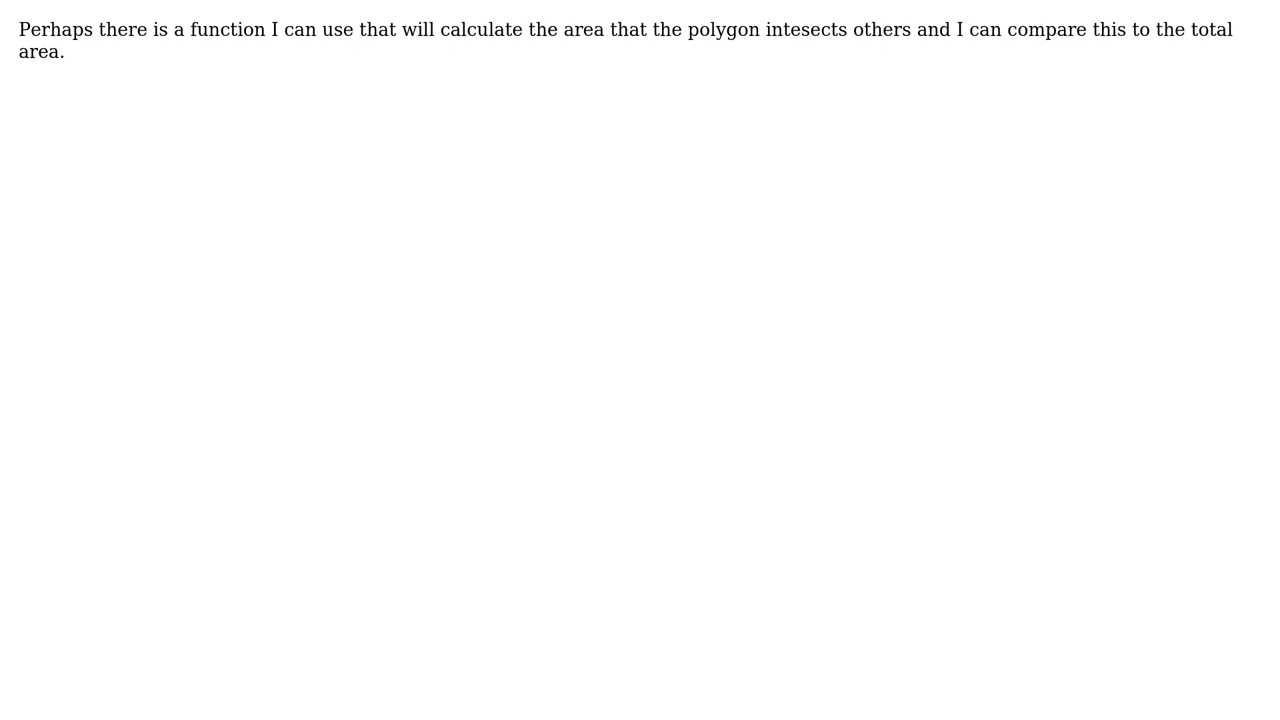 Perhaps there is a function I can use that will calculate the area that the polygon intesects others and I can compare this to the total
area.